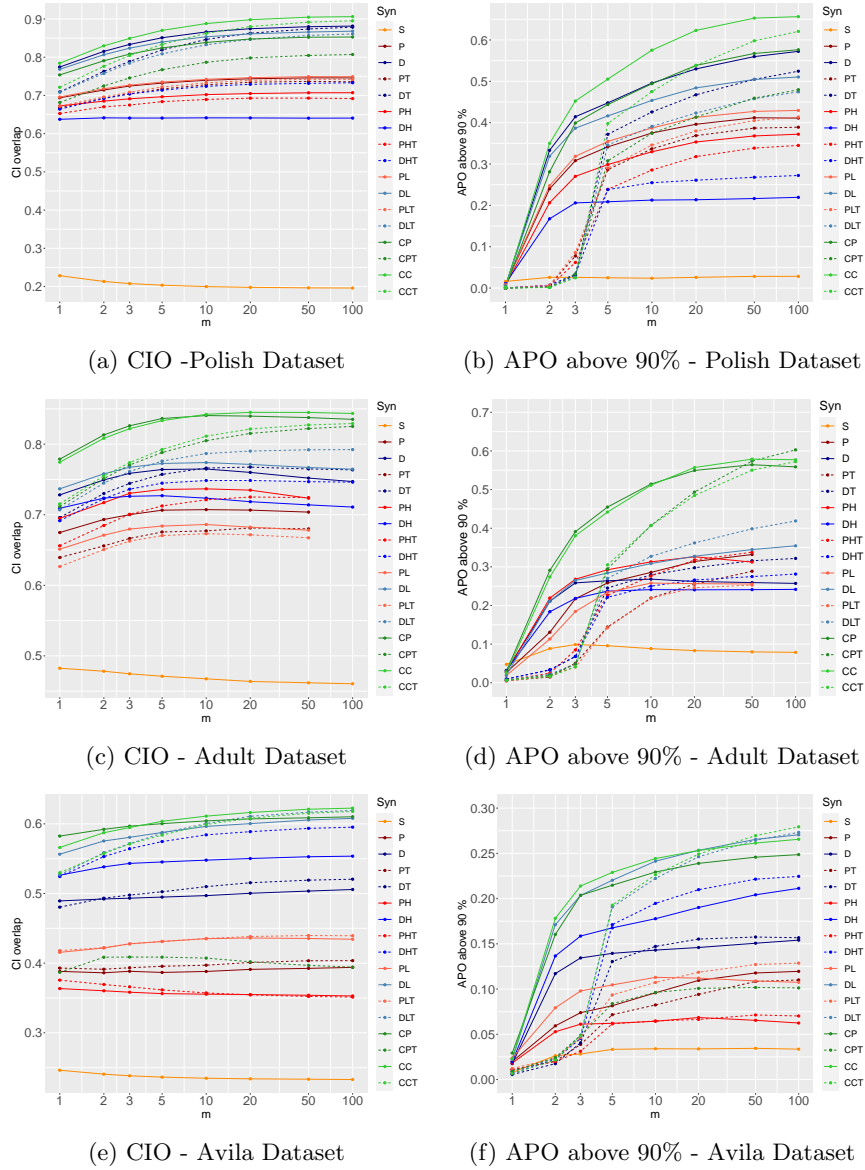 CI overlap
0.9
0.8
0.7
0.6
0.5
0.4
0.3
0.2
1 2 3 5 10 20 50 100
m
Syn
S
P
D
PT
DT
PH
DH
PHT
DHT
PL
DL
PLT
DLT
CP
CPT
CC
CCT
(a) CIO -Polish Dataset
APO above 90 %
0.6
0.5
0.4
0.3
0.2
0.1
0.0
1 2 3 5 10 20 50 100
m
Syn
S
P
D
PT
DT
PH
DH
PHT
DHT
PL
DL
PLT
DLT
CP
CPT
CC
CCT
(b) APO above 90% - Polish Dataset
CI overlap
0.8
0.7
0.6
0.5
1 2 3 5 10 20 50 100
m
Syn
S
P
D
PT
DT
PH
DH
PHT
DHT
PL
DL
PLT
DLT
CP
CPT
CC
CCT
(c) CIO - Adult Dataset
APO above 90 %
0.7
0.6
0.5
0.4
0.3
0.2
0.1
0.0
1 2 3 5 10 20 50 100
m
Syn
S
P
D
PT
DT
PH
DH
PHT
DHT
PL
DL
PLT
DLT
CP
CPT
CC
CCT
(d) APO above 90% - Adult Dataset
CI overlap
0.6
0.5
0.4
0.3
1 2 3 5 10 20 50 100
m
Syn
S
P
D
PT
DT
PH
DH
PHT
DHT
PL
DL
PLT
DLT
CP
CPT
CC
CCT
(e) CIO - Avila Dataset
APO above 90 %
0.30
0.25
0.20
0.15
0.10
0.05
0.00
1 2 3 5 10 20 50 100
m
Syn
S
P
D
PT
DT
PH
DH
PHT
DHT
PL
DL
PLT
DLT
CP
CPT
CC
CCT
(f) APO above 90% - Avila Dataset